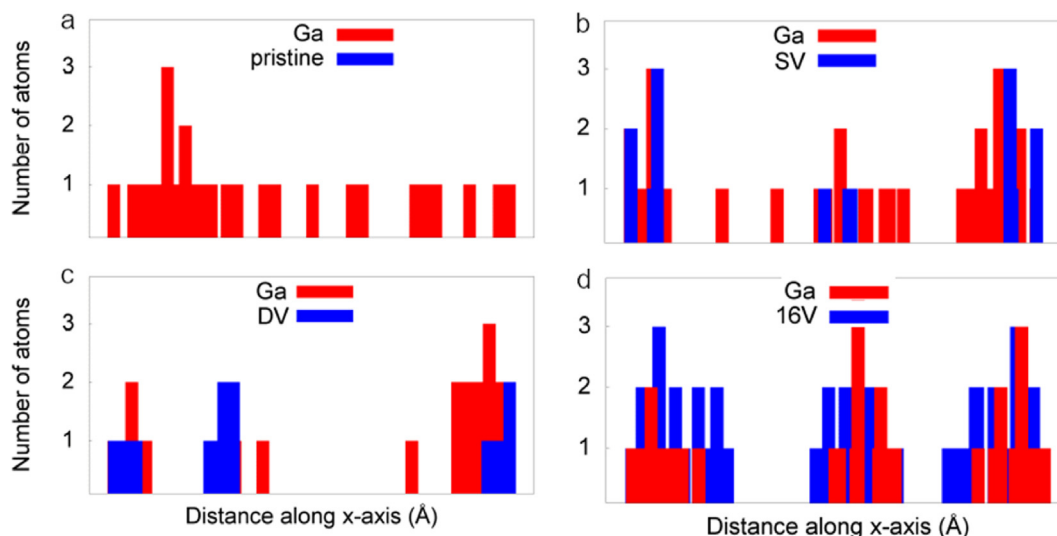 a
Ga
pristine
Number of atoms
3
2
1
b
Ga
SV
3
2
1
c
Ga
DV
Number of atoms
3
2
1
Distance along x-axis (Å)
d
Ga
16V
3
2
1
Distance along x-axis (Å)